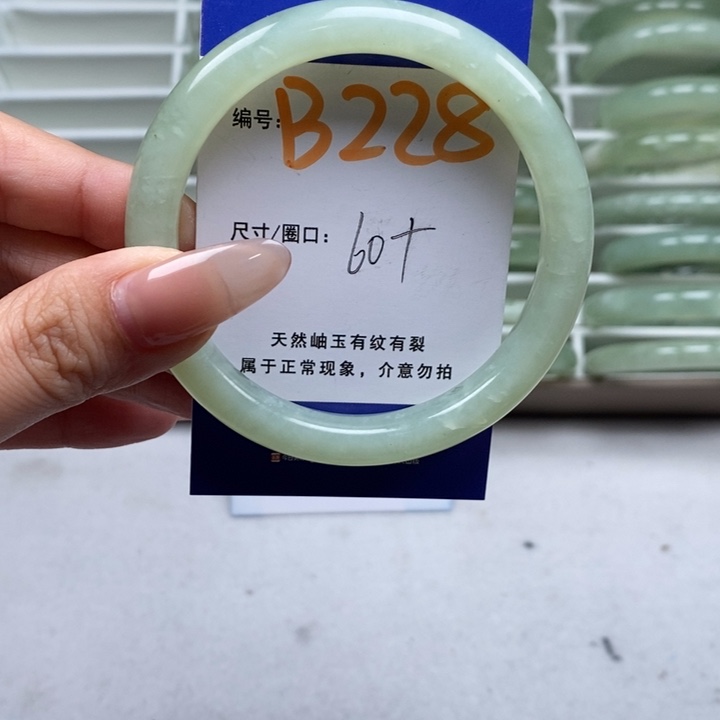 编号: B228
尺寸/圈口: 60+
天然岫玉有纹有裂
属于正常现象，介意勿拍